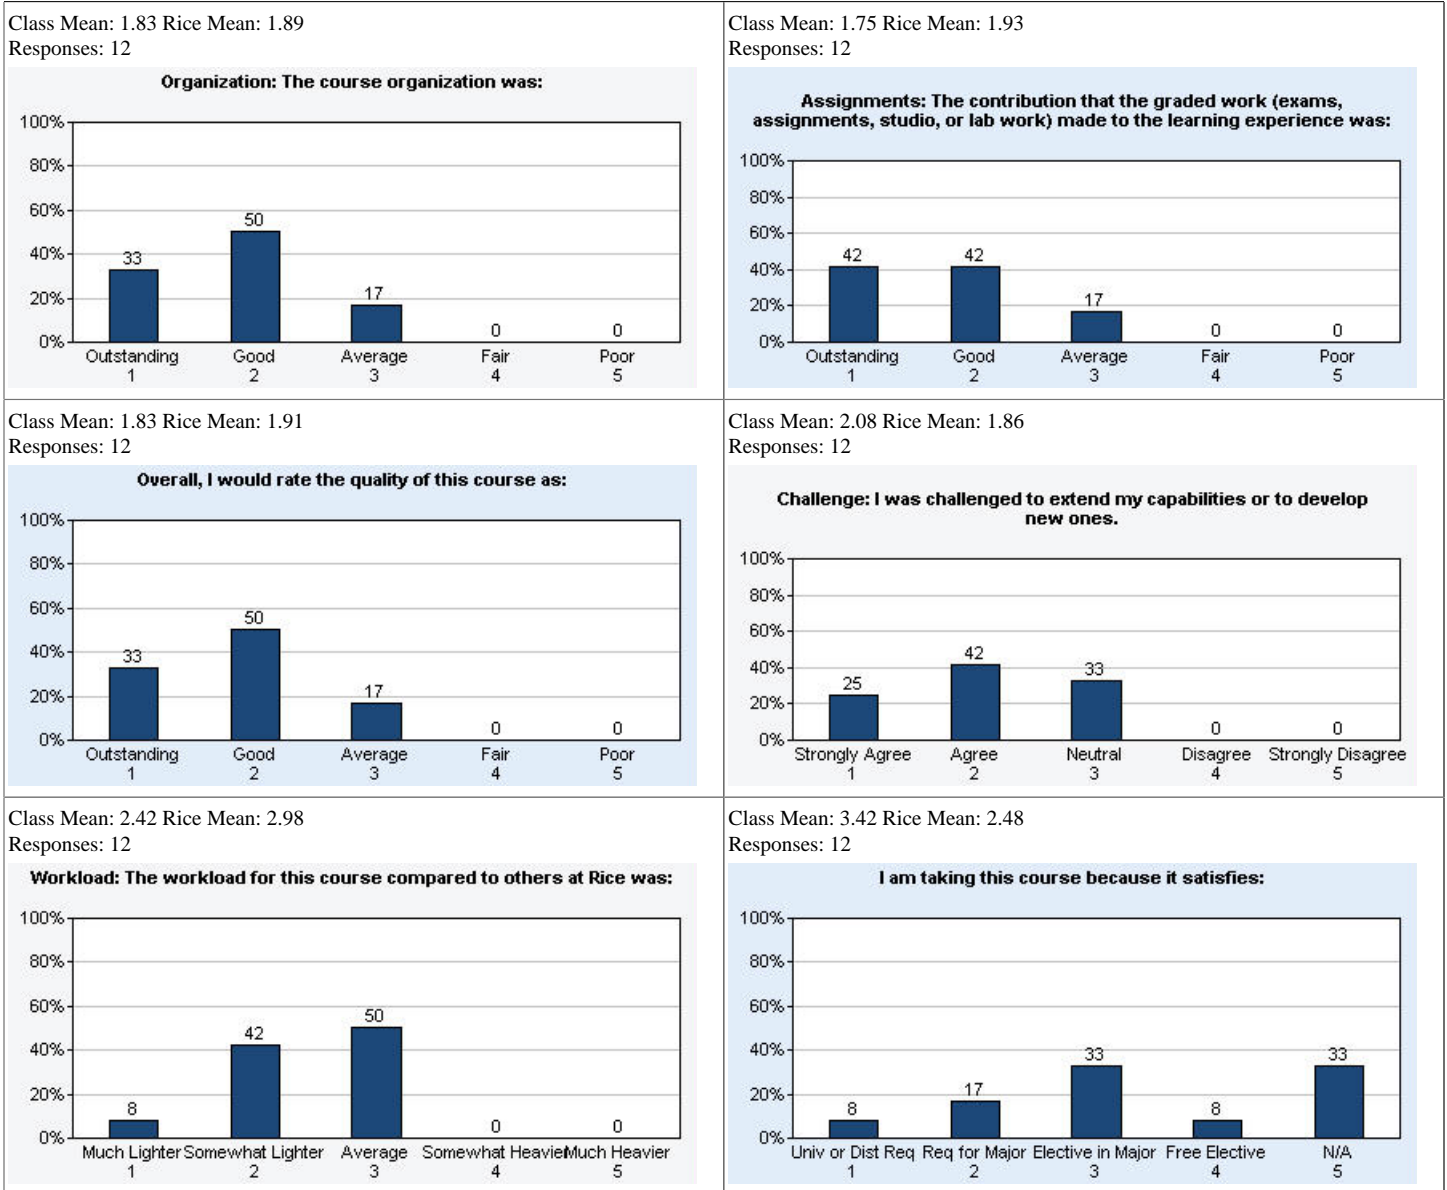 Class Mean: 1.83 Rice Mean: 1.89
Responses: 12
Organization: The course organization was:
100%
80%
60%
40%
20%
0%
33
50
17
0
0
Outstanding Good Average Fair Poor
1 2 3 4 5
Class Mean: 1.75 Rice Mean: 1.93
Responses: 12
Assignments: The contribution that the graded work (exams,
assignments, studio, or lab work) made to the learning experience was:
100%
80%
60%
40%
20%
0%
42
42
17
0
0
Outstanding Good Average Fair Poor
1 2 3 4 5
Class Mean: 1.83 Rice Mean: 1.91
Responses: 12
Overall, I would rate the quality of this course as:
100%
80%
60%
40%
20%
0%
33
50
17
0
0
Outstanding Good Average Fair Poor
1 2 3 4 5
Class Mean: 2.08 Rice Mean: 1.86
Responses: 12
Challenge: I was challenged to extend my capabilities or to develop
new ones.
100%
80%
60%
40%
20%
0%
25
42
33
0
0
Strongly Agree Agree Neutral Disagree Strongly Disagree
1 2 3 4 5
Class Mean: 2.42 Rice Mean: 2.98
Responses: 12
Workload: The workload for this course compared to others at Rice was:
100%
80%
60%
40%
20%
0%
8
42
50
0
0
Much Lighter Somewhat Lighter Average Somewhat Heavier Much Heavier
1 2 3 4 5
Class Mean: 3.42 Rice Mean: 2.48
Responses: 12
I am taking this course because it satisfies:
100%
80%
60%
40%
20%
0%
8
17
33
8
33
Univ or Dist Req Req for Major Elective in Major Free Elective N/A
1 2 3 4 5